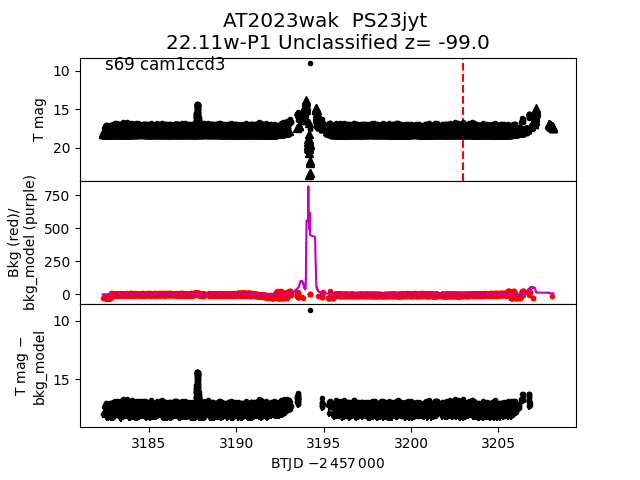 AT2023wak  PS23jyt
22.11w-P1 Unclassified z= -99.0
s69 cam1ccd3
10
15
20
T mag
750
500
250
0
Bkg (red)/
bkg_model (purple)
10
15
T mag −
bkg_model
3185
3190
3195
3200
3205
BTJD −2 457 000